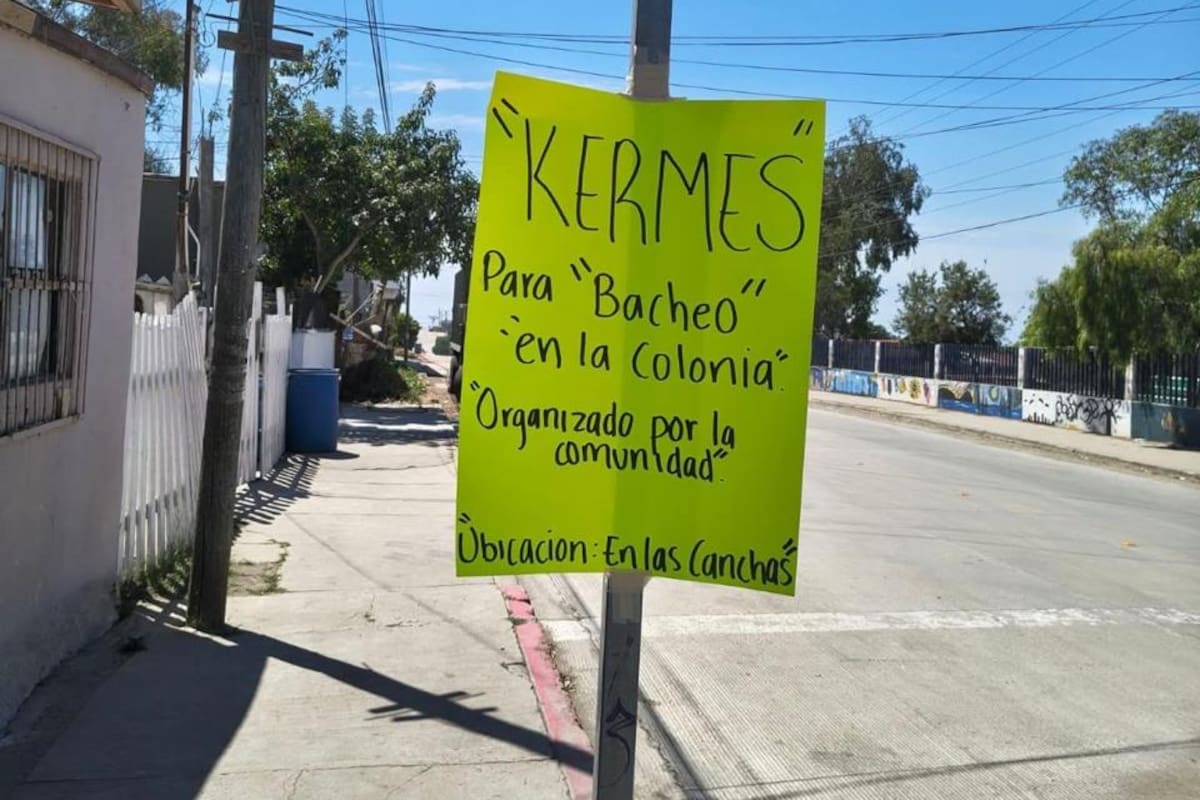 "KERMES"
Para "Bacheo"
"en la Colonia".
"Organizado por la
comunidad".
"Ubicacion: En las Canchas"